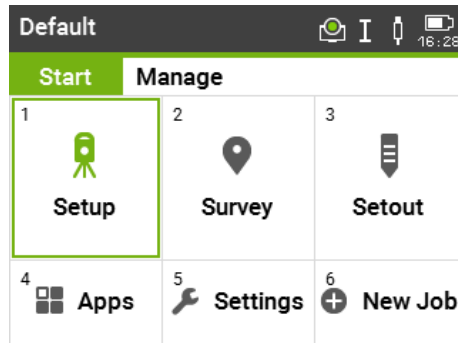 Default
16:28
Start Manage
1 2 3
Setup Survey Setout
4 5 6
Apps Settings New Job